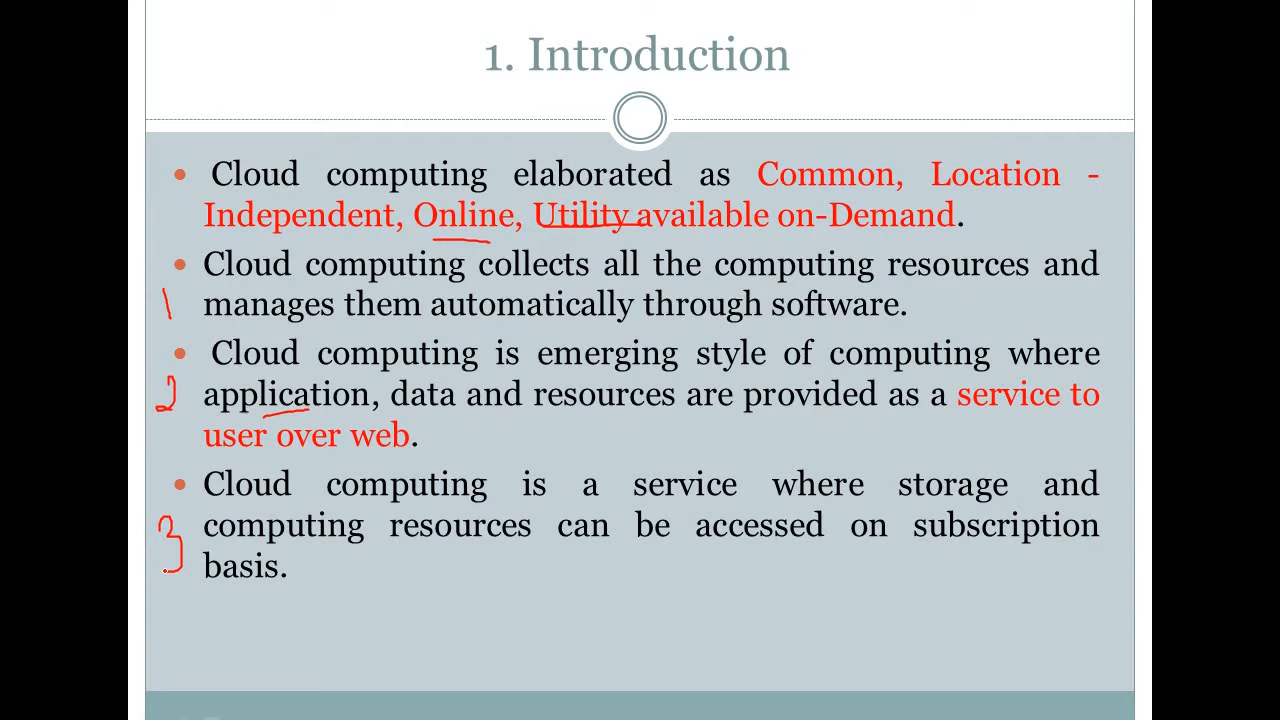 1. Introduction
• Cloud computing elaborated as Common, Location -
Independent, Online, Utility available on-Demand.
• Cloud computing collects all the computing resources and
1 manages them automatically through software.
• Cloud computing is emerging style of computing where
2 application, data and resources are provided as a service to
user over web.
• Cloud computing is a service where storage and
3 computing resources can be accessed on subscription
basis.